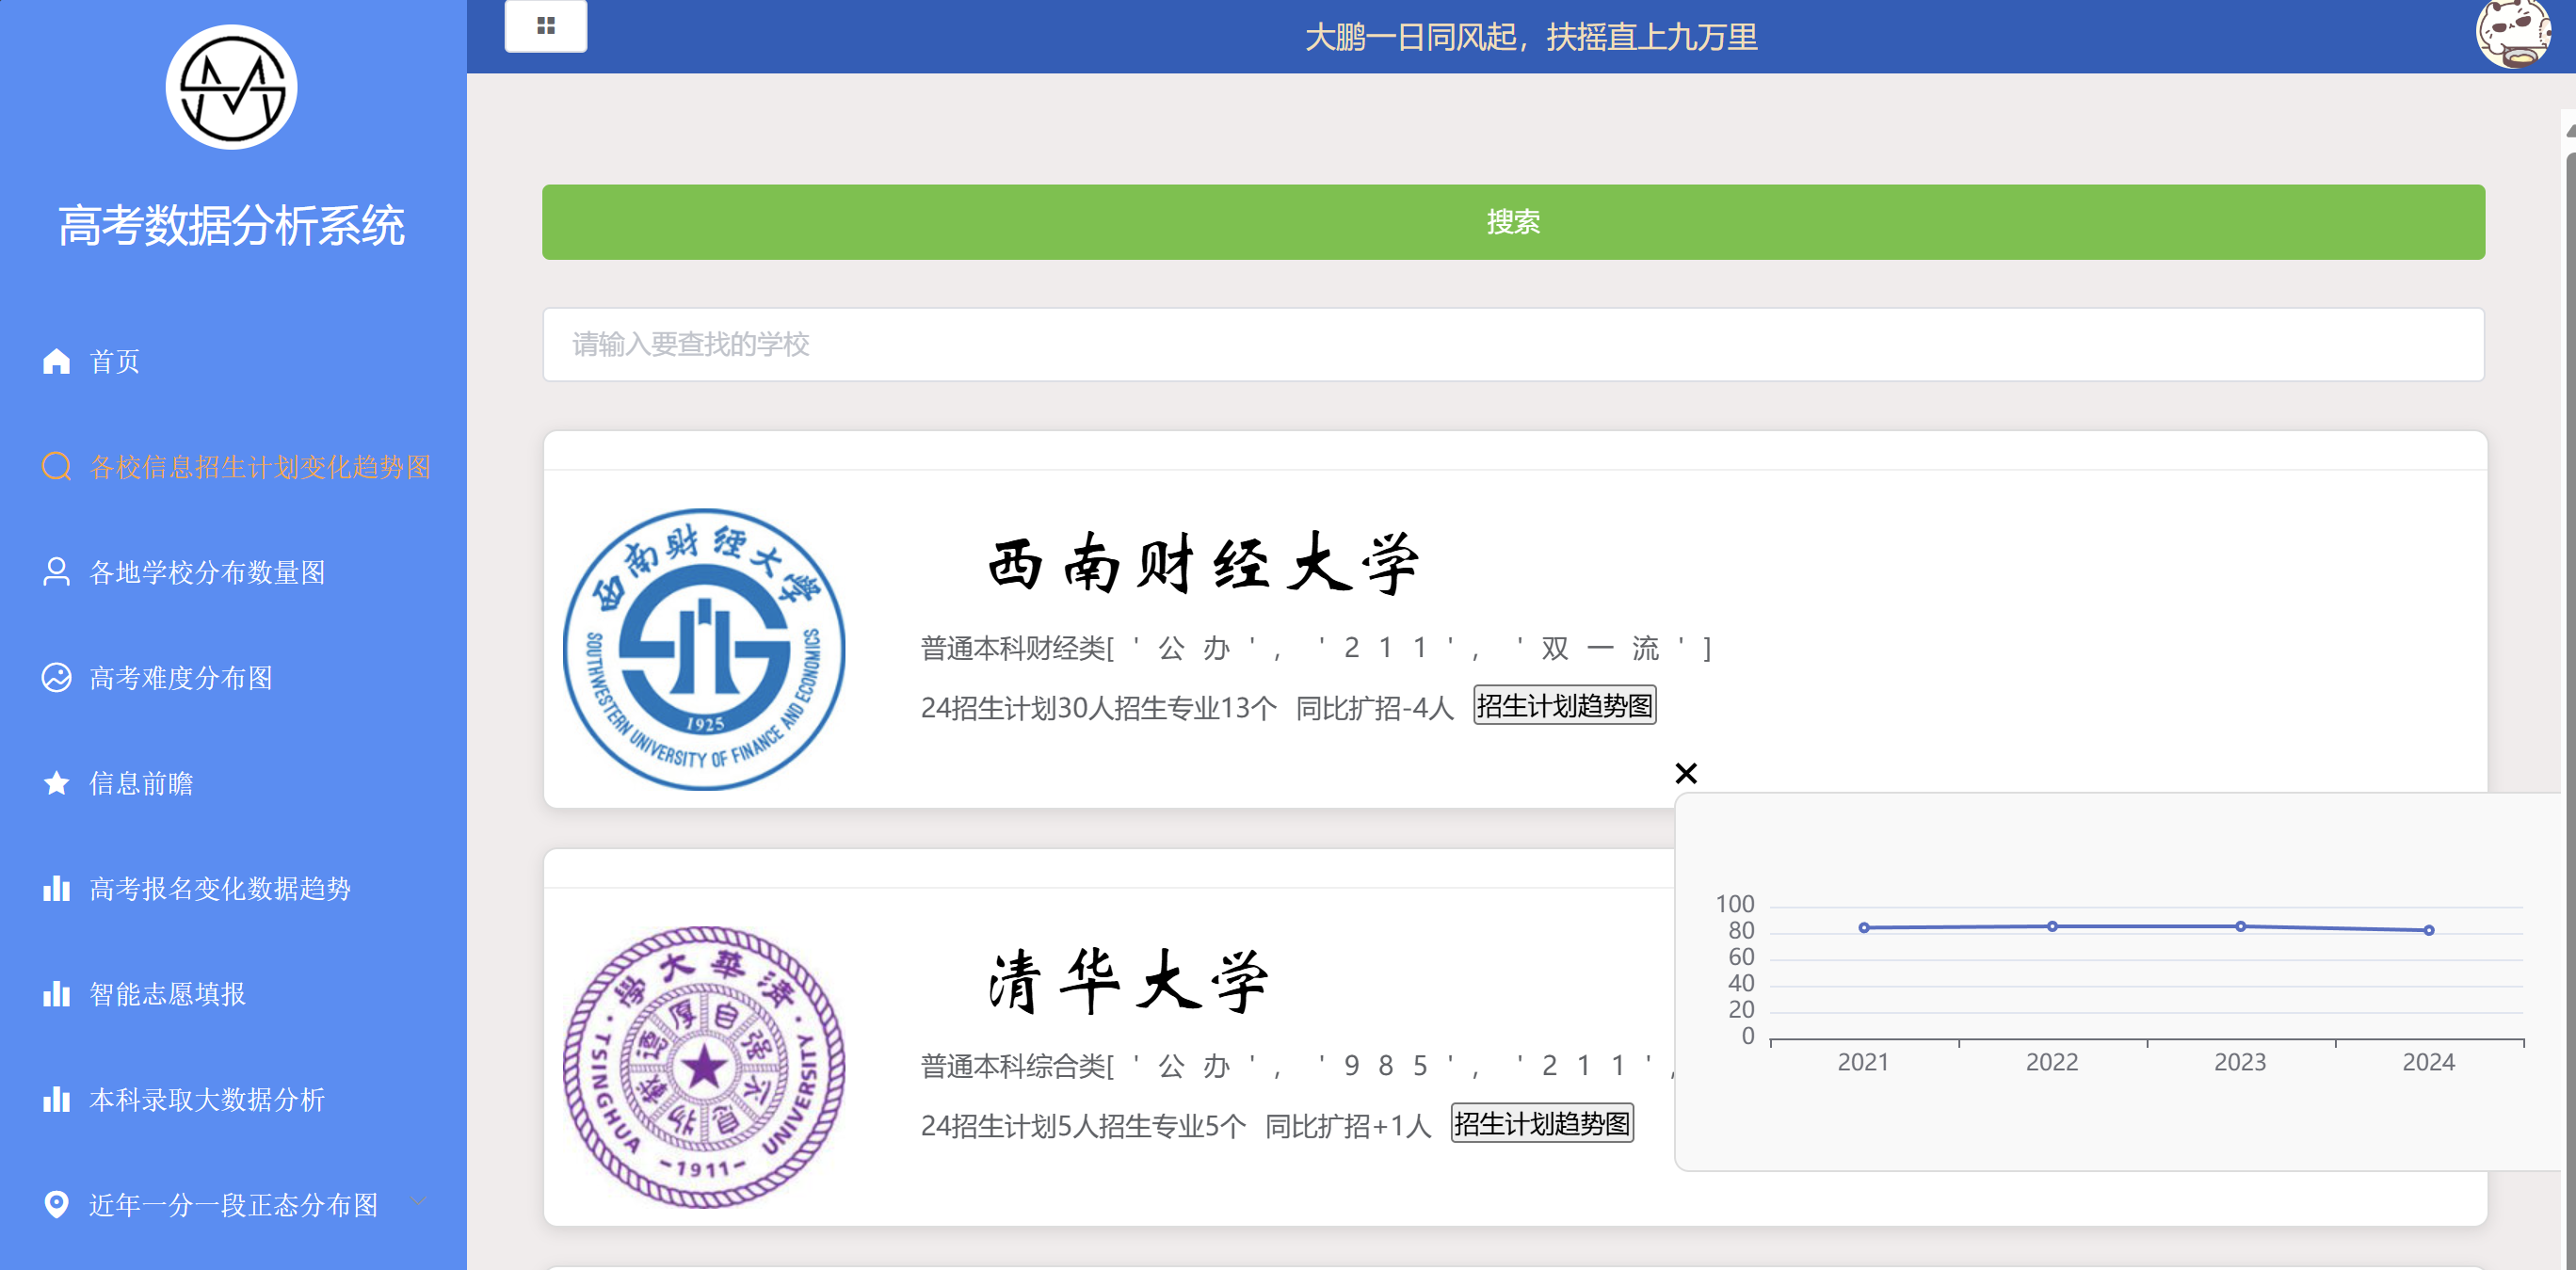 大鹏一日同风起，扶摇直上九万里
高考数据分析系统
首页
各校信息招生计划变化趋势图
各地学校分布数量图
高考难度分布图
信息前瞻
高考报名变化数据趋势
智能志愿填报
本科录取大数据分析
近年一分一段正态分布图
搜索
请输入要查找的学校
西南财经大学
SOUTHWESTERN UNIVERSITY OF FINANCE AND ECONOMICS
1925
西南财经大学
普通本科财经类['公办', '211', '双一流']
24招生计划30人招生专业13个 同比扩招-4人 招生计划趋势图
清華大學
自强不息
厚德载物
TSINGHUA UNIVERSITY
-1911-
清华大学
普通本科综合类['公办', '985', '211',
24招生计划5人招生专业5个 同比扩招+1人 招生计划趋势图
100
80
60
40
20
0
2021 2022 2023 2024